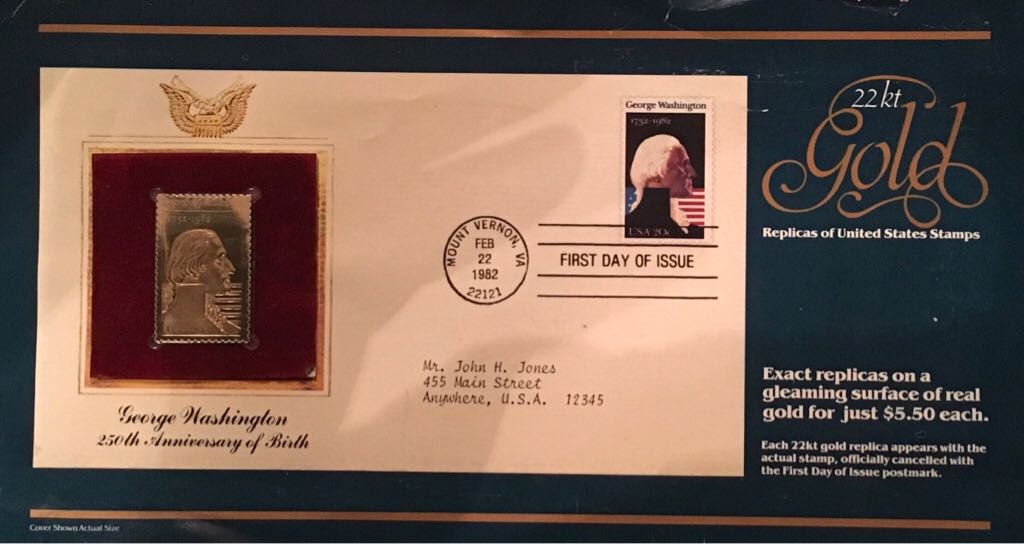 George Washington
1732-1982
USA 20c
1732-1982
MOUNT VERNON, VA
FEB
22
1982
22121
FIRST DAY OF ISSUE
Mr. John H. Jones
455 Main Street
Anywhere, U.S.A. 12345
George Washington
250th Anniversary of Birth
22kt
Gold
Replicas of United States Stamps
Exact replicas on a
gleaming surface of real
gold for just $5.50 each.
Each 22kt gold replica appears with the
actual stamp, officially cancelled with
the First Day of Issue postmark.
Cover Shown Actual Size